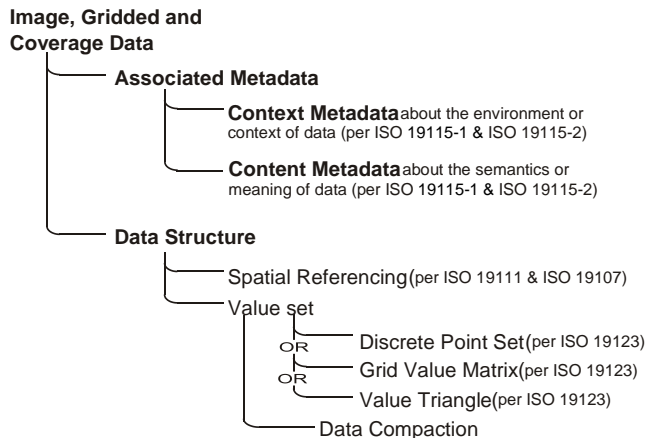 Image, Gridded and
Coverage Data
Associated Metadata
Context Metadata about the environment or
context of data (per ISO 19115-1 & ISO 19115-2)
Content Metadata about the semantics or
meaning of data (per ISO 19115-1 & ISO 19115-2)
Data Structure
Spatial Referencing(per ISO 19111 & ISO 19107)
Value set
Discrete Point Set(per ISO 19123)
OR
Grid Value Matrix(per ISO 19123)
OR
Value Triangle(per ISO 19123)
Data Compaction